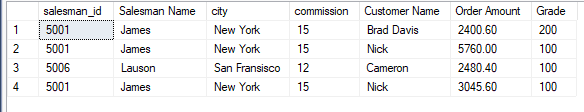 salesman_id Salesman Name city commission Customer Name Order Amount Grade
1 5001 James New York 15 Brad Davis 2400.60 200
2 5001 James New York 15 Nick 5760.00 100
3 5006 Lauson San Fransisco 12 Cameron 2480.40 100
4 5001 James New York 15 Nick 3045.60 100